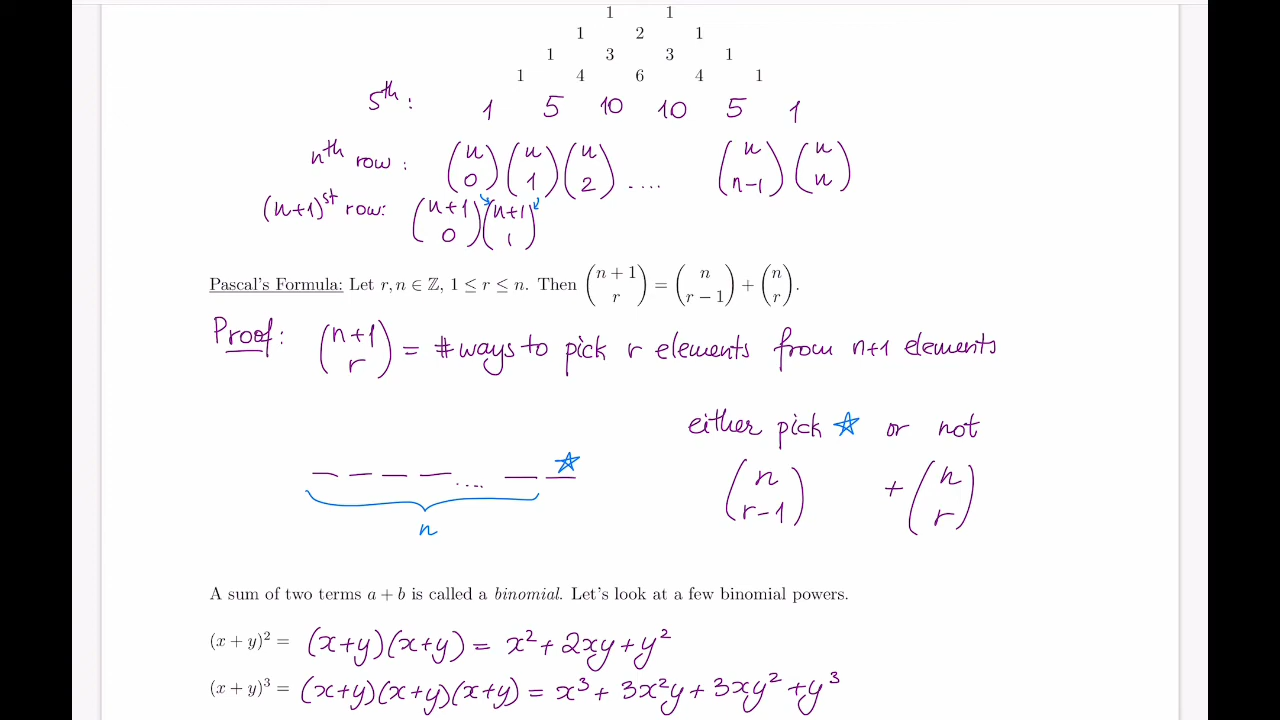 1 1
1 2 1
1 3 3 1
1 4 6 4 1
5th : 1 5 10 10 5 1
nth row : (n 0) (n 1) (n 2) .... (n n-1) (n n)
(n+1)st row: (n+1 0) (n+1 1)
Pascal's Formula: Let r, n ∈ ℤ, 1 ≤ r ≤ n. Then (n + 1 r) = (n r − 1) + (n r).
Proof: (n+1 r) = # ways to pick r elements from n+1 elements
either pick ☆ or not
_ _ _ _ .... _ ☆
(n r-1) + (n r)
n
A sum of two terms a + b is called a binomial. Let's look at a few binomial powers.
(x + y)² = (x+y)(x+y) = x² + 2xy + y²
(x + y)³ = (x+y)(x+y)(x+y) = x³ + 3x²y + 3xy² + y³